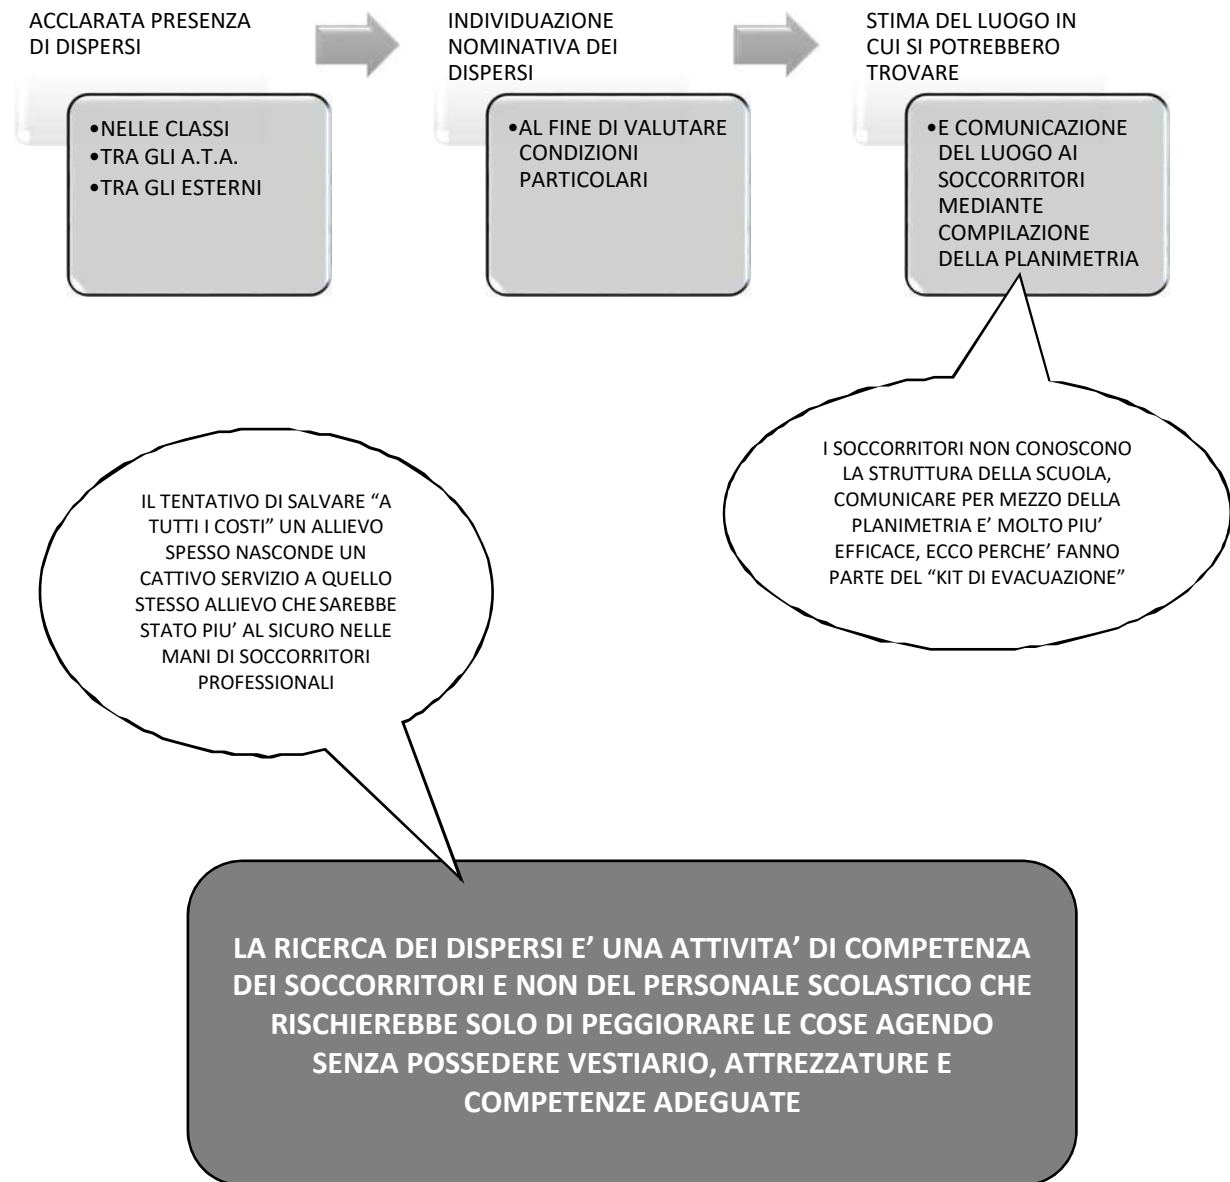 ACCLARATA PRESENZA
DI DISPERSI
•NELLE CLASSI
•TRA GLI A.T.A.
•TRA GLI ESTERNI
INDIVIDUAZIONE
NOMINATIVA DEI
DISPERSI
•AL FINE DI VALUTARE
CONDIZIONI
PARTICOLARI
STIMA DEL LUOGO IN
CUI SI POTREBBERO
TROVARE
•E COMUNICAZIONE
DEL LUOGO AI
SOCCORRITORI
MEDIANTE
COMPILAZIONE
DELLA PLANIMETRIA
I SOCCORRITORI NON CONOSCONO
LA STRUTTURA DELLA SCUOLA,
COMUNICARE PER MEZZO DELLA
PLANIMETRIA E’ MOLTO PIU’
EFFICACE, ECCO PERCHE’ FANNO
PARTE DEL “KIT DI EVACUAZIONE”
IL TENTATIVO DI SALVARE “A
TUTTI I COSTI” UN ALLIEVO
SPESSO NASCONDE UN
CATTIVO SERVIZIO A QUELLO
STESSO ALLIEVO CHE SAREBBE
STATO PIU’ AL SICURO NELLE
MANI DI SOCCORRITORI
PROFESSIONALI
LA RICERCA DEI DISPERSI E’ UNA ATTIVITA’ DI COMPETENZA
DEI SOCCORRITORI E NON DEL PERSONALE SCOLASTICO CHE
RISCHIEREBBE SOLO DI PEGGIORARE LE COSE AGENDO
SENZA POSSEDERE VESTIARIO, ATTREZZATURE E
COMPETENZE ADEGUATE